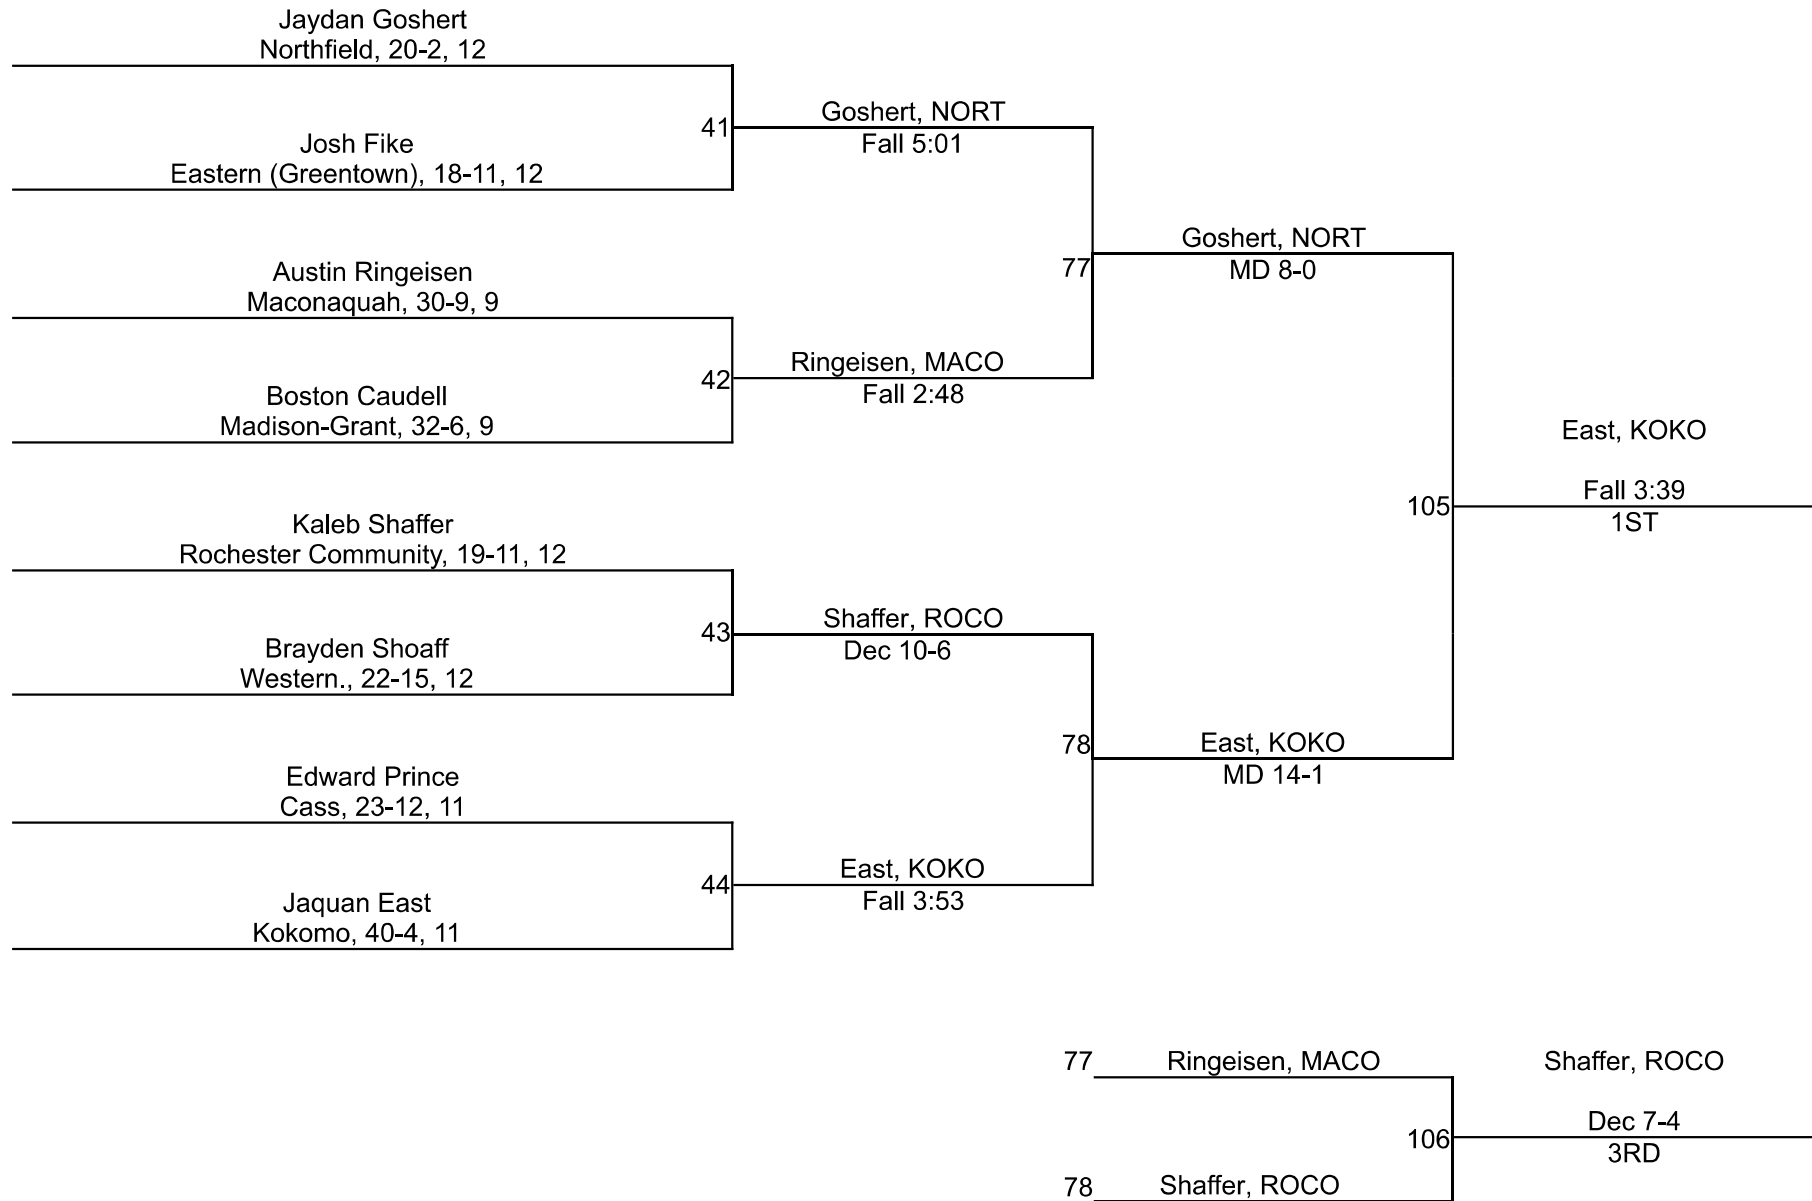 Jaydan Goshert
Northfield, 20-2, 12
41
Josh Fike
Eastern (Greentown), 18-11, 12
Goshert, NORT
Fall 5:01
Austin Ringeisen
Maconaquah, 30-9, 9
42
Boston Caudell
Madison-Grant, 32-6, 9
Ringeisen, MACO
Fall 2:48
77
Goshert, NORT
MD 8-0
Kaleb Shaffer
Rochester Community, 19-11, 12
43
Brayden Shoaff
Western., 22-15, 12
Shaffer, ROCO
Dec 10-6
Edward Prince
Cass, 23-12, 11
44
Jaquan East
Kokomo, 40-4, 11
East, KOKO
Fall 3:53
78
East, KOKO
MD 14-1
105
East, KOKO
Fall 3:39
1ST
77
Ringeisen, MACO
78
Shaffer, ROCO
106
Shaffer, ROCO
Dec 7-4
3RD